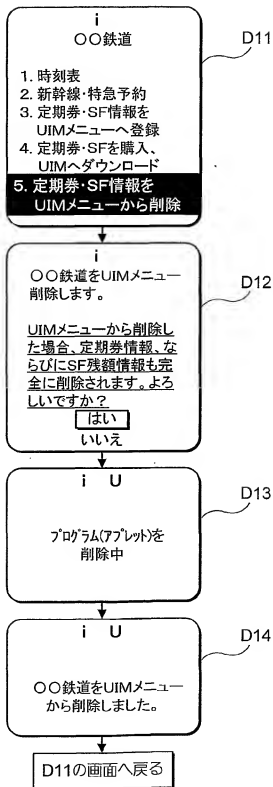 i
〇〇鉄道
D11
1. 時刻表
2. 新幹線・特急予約
3. 定期券・SF情報を
UIMメニューへ登録
4. 定期券・SFを購入、
UIMへダウンロード
5. 定期券・SF情報を
UIMメニューから削除
i
D12
〇〇鉄道をUIMメニュー
削除します。
UIMメニューから削除し
た場合、定期券情報、な
らびにSF残額情報も完
全に削除されます。よろ
しいですか?
はい
いいえ
i U
D13
プログラム(アプレット)を
削除中
i U
D14
〇〇鉄道をUIMメニュー
から削除しました。
D11の画面へ戻る